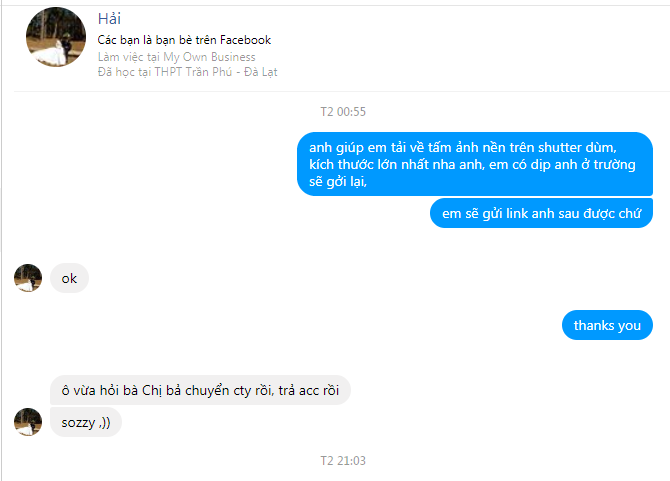 Hải
Các bạn là bạn bè trên Facebook
Làm việc tại My Own Business
Đã học tại THPT Trần Phú - Đà Lạt
T2 00:55
anh giúp em tải về tấm ảnh nền trên shutter dùm,
kích thước lớn nhất nha anh, em có dịp anh ở trường
sẽ gởi lại,
em sẽ gửi link anh sau được chứ
ok
thanks you
ô vừa hỏi bà Chị bả chuyển cty rồi, trả acc rồi
sozzy ,))
T2 21:03